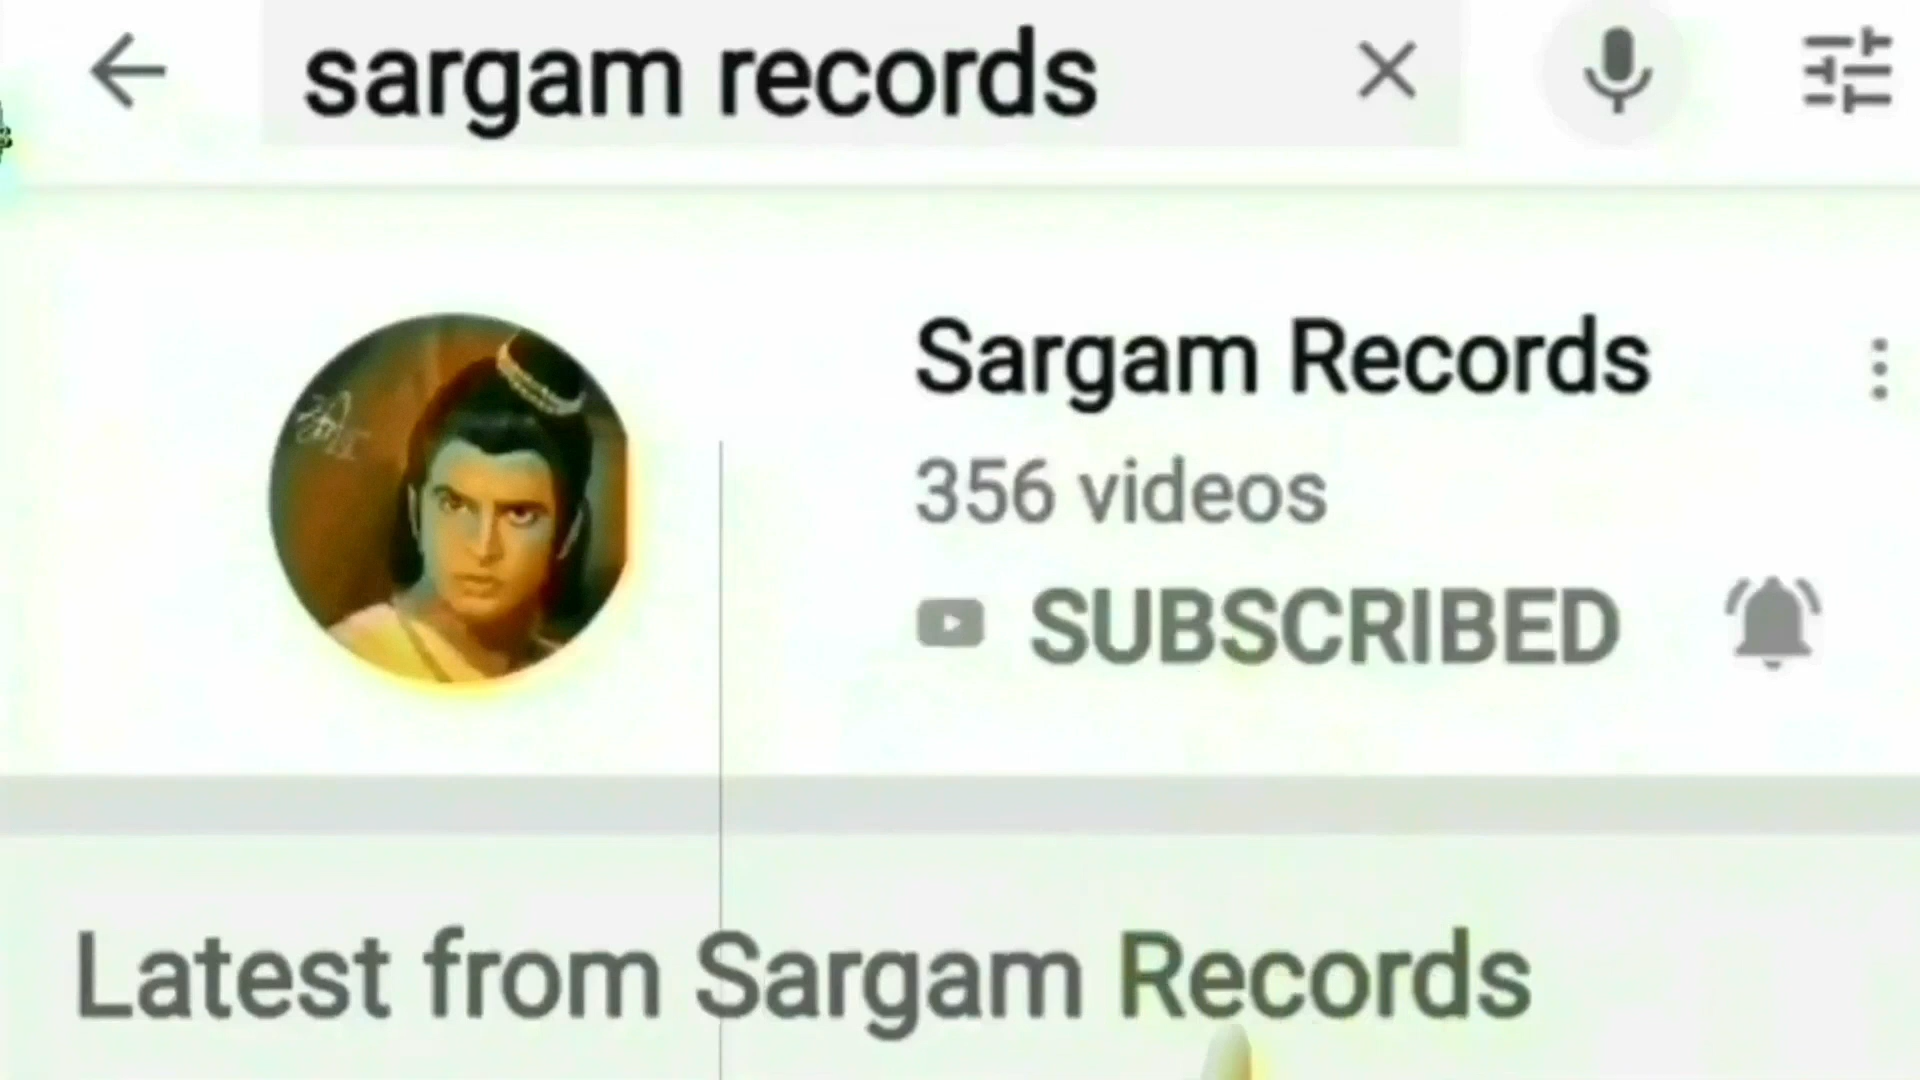 sargam records
Sargam Records
356 videos
SUBSCRIBED
Latest from Sargam Records